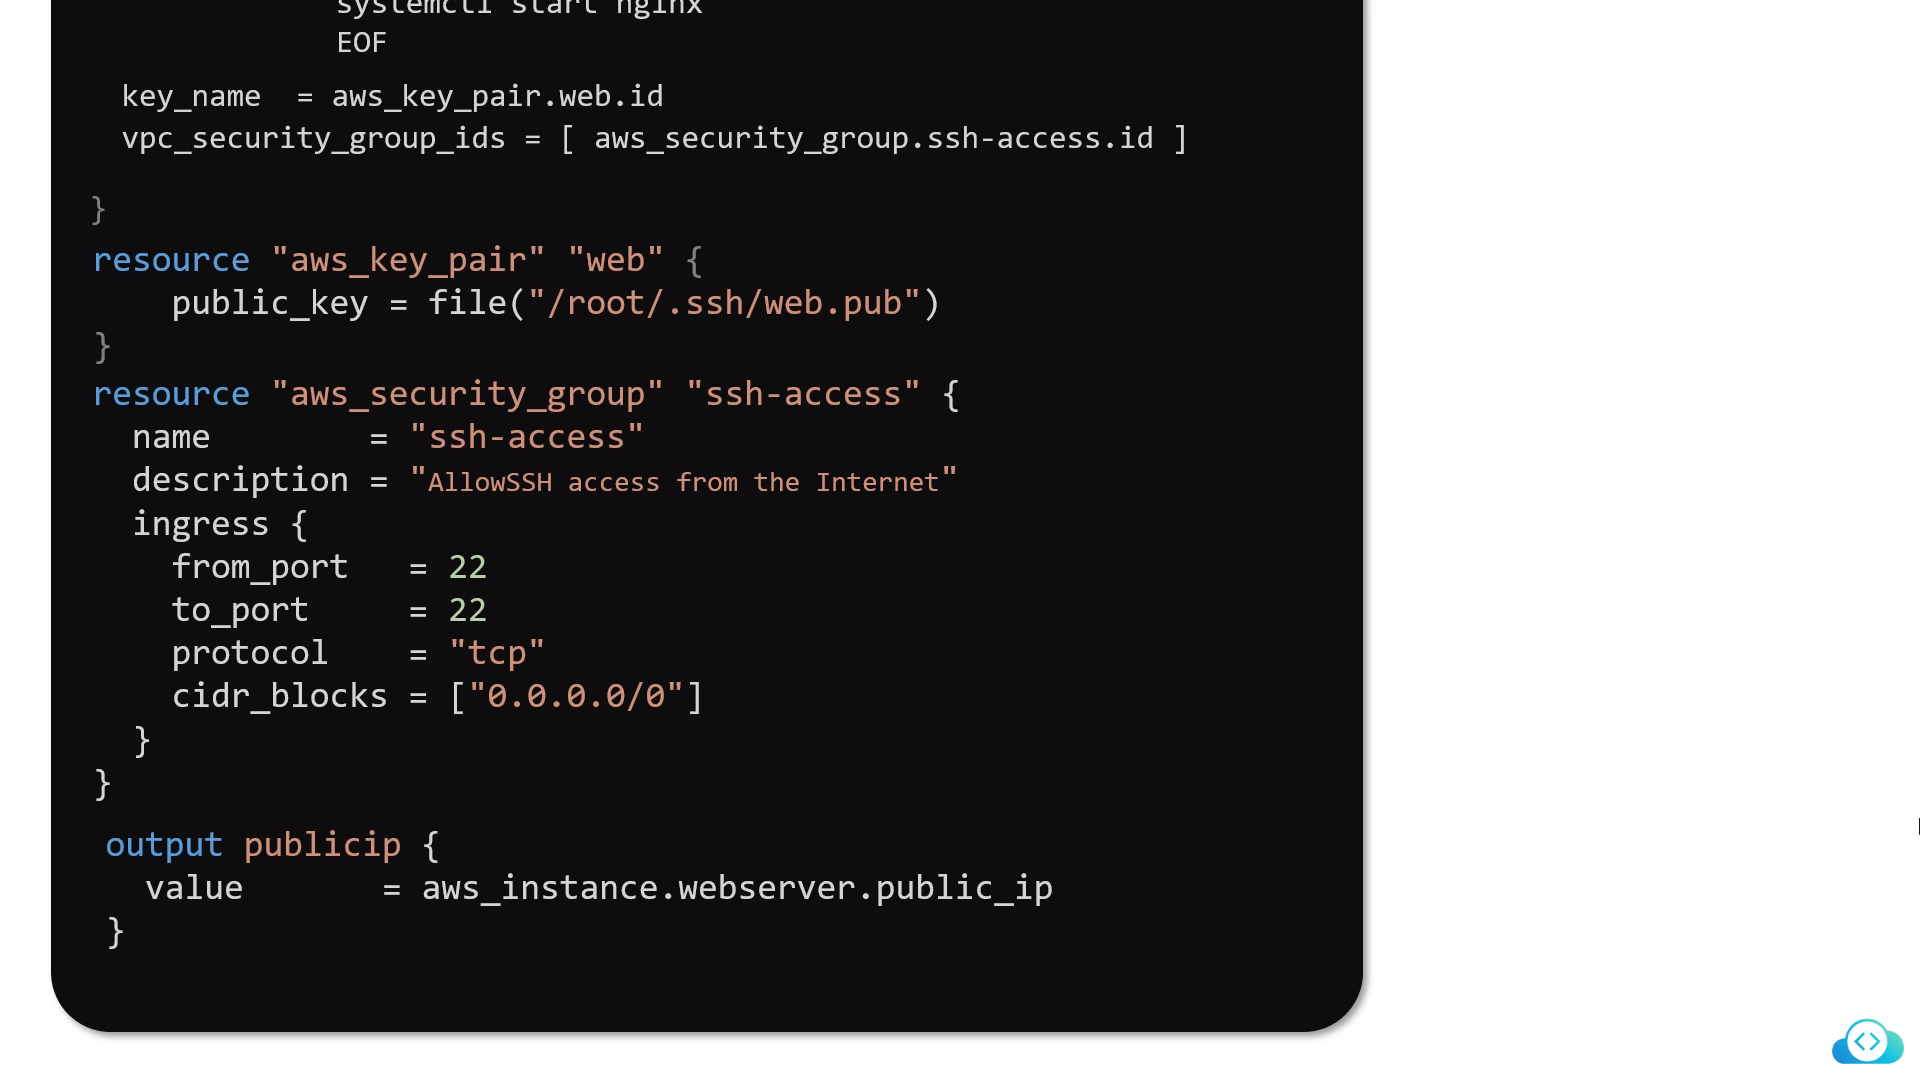 systemctl start nginx
EOF
key_name  = aws_key_pair.web.id
vpc_security_group_ids = [ aws_security_group.ssh-access.id ]
}
resource "aws_key_pair" "web" {
    public_key = file("/root/.ssh/web.pub")
}
resource "aws_security_group" "ssh-access" {
  name        = "ssh-access"
  description = "AllowSSH access from the Internet"
  ingress {
    from_port   = 22
    to_port     = 22
    protocol    = "tcp"
    cidr_blocks = ["0.0.0.0/0"]
  }
}
output publicip {
  value       = aws_instance.webserver.public_ip
}